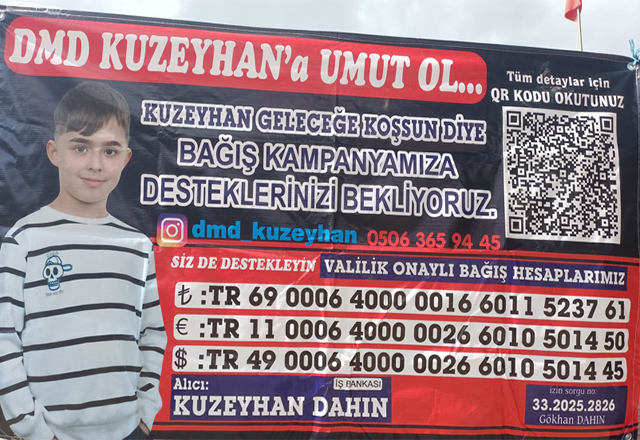 DMD KUZEYHAN'a UMUT OL...
Tüm detaylar için
QR KODU OKUTUNUZ
KUZEYHAN GELECEĞE KOŞSUN DİYE
BAĞIŞ KAMPANYAMIZA
DESTEKLERİNİZİ BEKLİYORUZ.
dmd_kuzeyhan 0506 365 94 45
SİZ DE DESTEKLEYİN VALİLİK ONAYLI BAĞIŞ HESAPLARIMIZ
₺ :TR 69 0006 4000 0016 6011 5237 61
€ :TR 11 0006 4000 0026 6010 5014 50
$ :TR 49 0006 4000 0026 6010 5014 45
Alıcı:
İŞ BANKASI
KUZEYHAN DAHIN
izin sorgu no:
33.2025.2826
Gökhan DAHIN